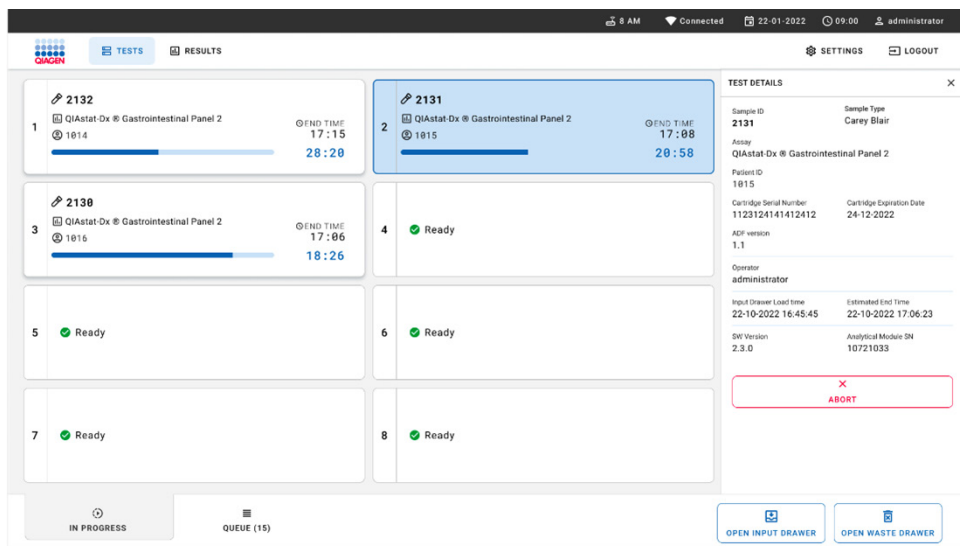 8 AM Connected 22-01-2022 09:00 administrator
QIAGEN TESTS RESULTS SETTINGS LOGOUT
1
2132
QIAstat-Dx ® Gastrointestinal Panel 2
1014
END TIME
17:15
28:20
2
2131
QIAstat-Dx ® Gastrointestinal Panel 2
1015
END TIME
17:08
20:58
3
2130
QIAstat-Dx ® Gastrointestinal Panel 2
1016
END TIME
17:06
18:26
4 Ready
5 Ready
6 Ready
7 Ready
8 Ready
TEST DETAILS
Sample ID Sample Type
2131 Carey Blair
Assay
QIAstat-Dx ® Gastrointestinal Panel 2
Patient ID
1015
Cartridge Serial Number Cartridge Expiration Date
1123124141412412 24-12-2022
ADF version
1.1
Operator
administrator
Input Drawer Load time Estimated End Time
22-10-2022 16:45:45 22-10-2022 17:06:23
SW Version Analytical Module SN
2.3.0 10721033
ABORT
IN PROGRESS QUEUE (15) OPEN INPUT DRAWER OPEN WASTE DRAWER